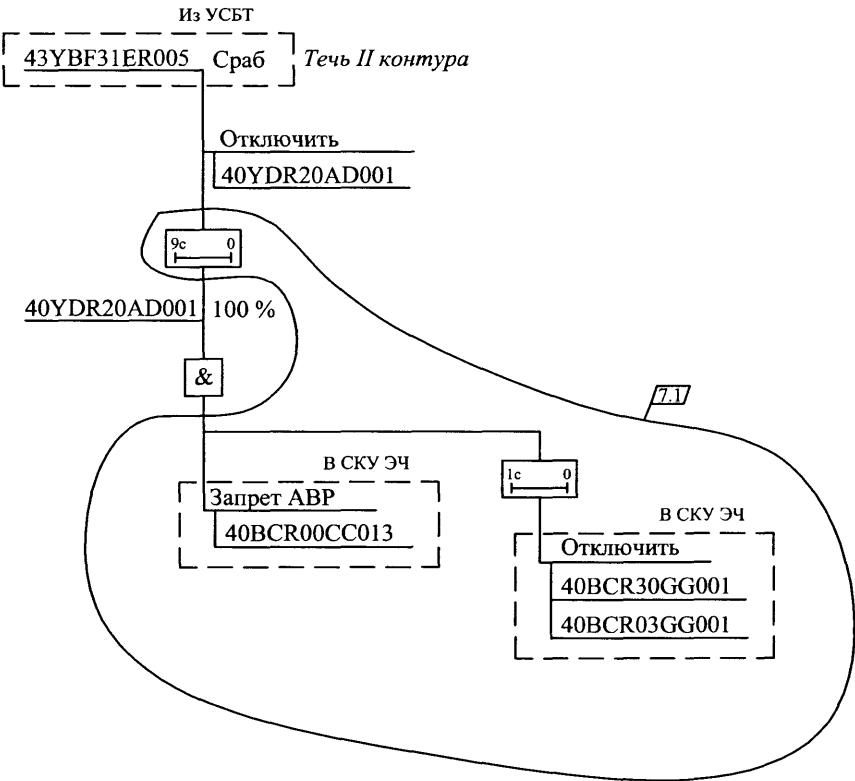 Из УСБТ
43YBF31ER005 Сраб Течь II контура
Отключить
40YDR20AD001
9с 0
40YDR20AD001 100 %
&
7.1
В СКУ ЭЧ
1с 0
Запрет АВР
40BCR00CC013
В СКУ ЭЧ
Отключить
40BCR30GG001
40BCR03GG001